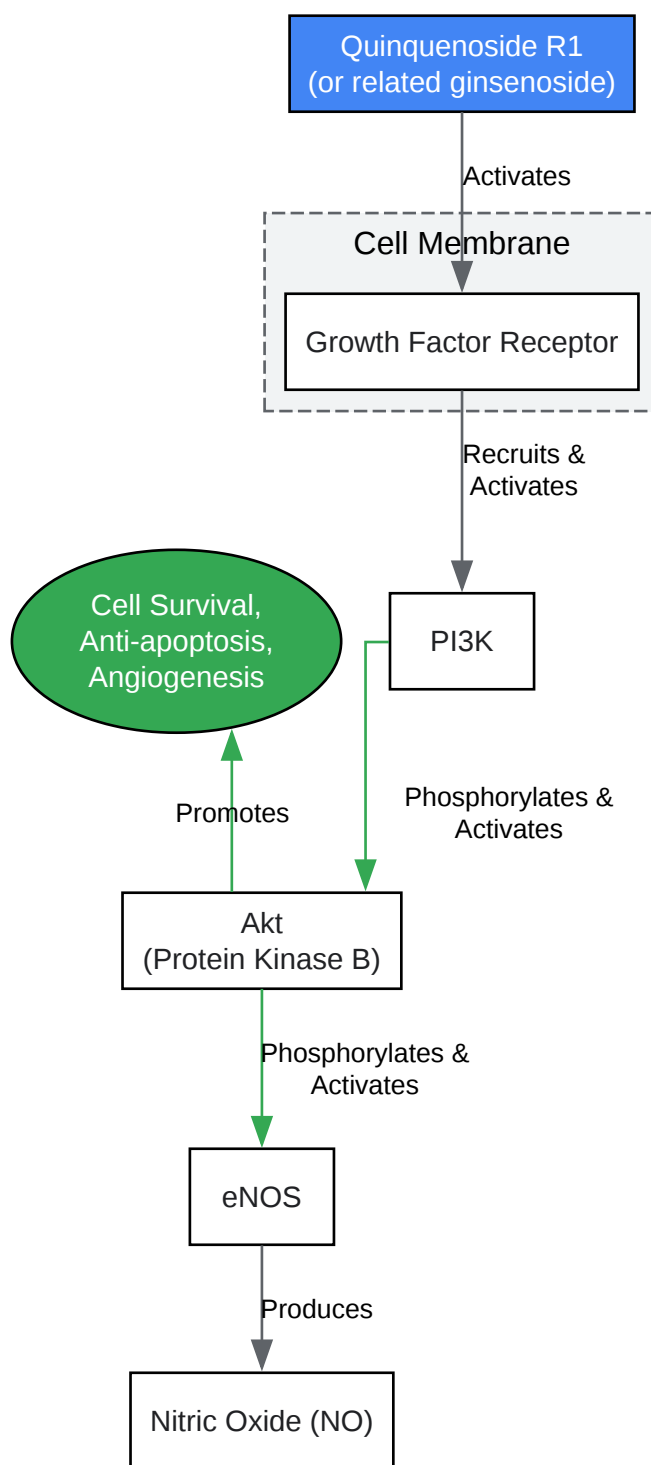 Quinquenoside R1
(or related ginsenoside)
Activates
Cell Membrane
Growth Factor Receptor
Recruits &
Activates
Cell Survival,
Anti-apoptosis,
Angiogenesis
PI3K
Promotes
Phosphorylates &
Activates
Akt
(Protein Kinase B)
Phosphorylates &
Activates
eNOS
Produces
Nitric Oxide (NO)